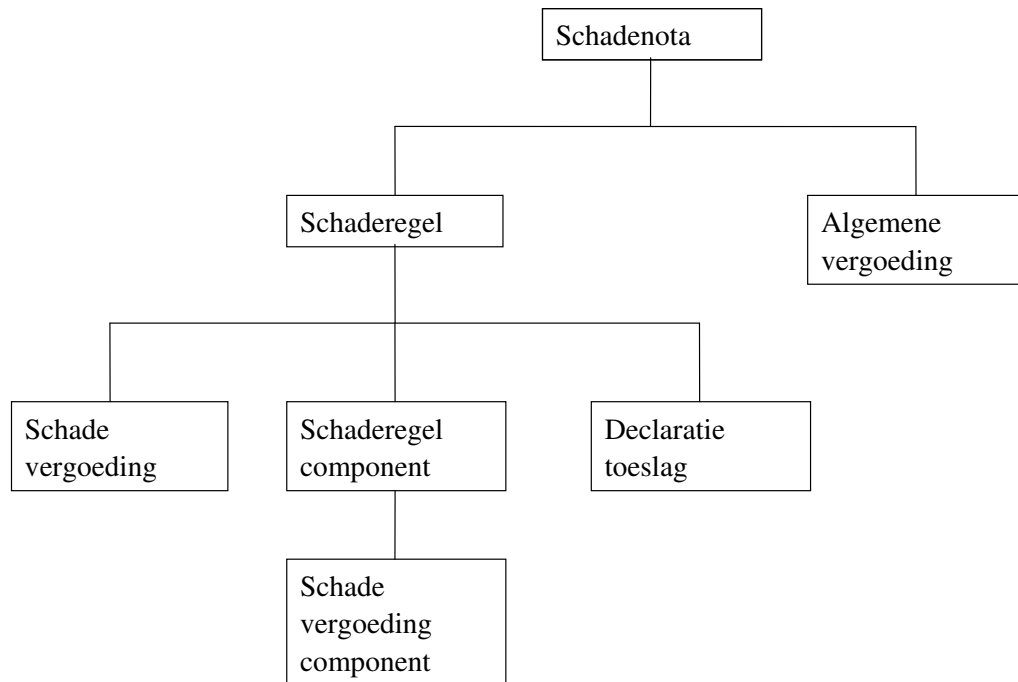 Schadenota
Schaderegel
Algemene
vergoeding
Schade
vergoeding
Schaderegel
component
Declaratie
toeslag
Schade
vergoeding
component